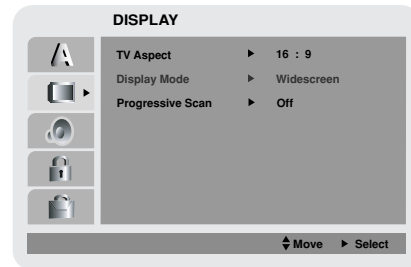 DISPLAY
A
TV Aspect ► 16 : 9
Display Mode ► Widescreen
Progressive Scan ► Off
Move ► Select